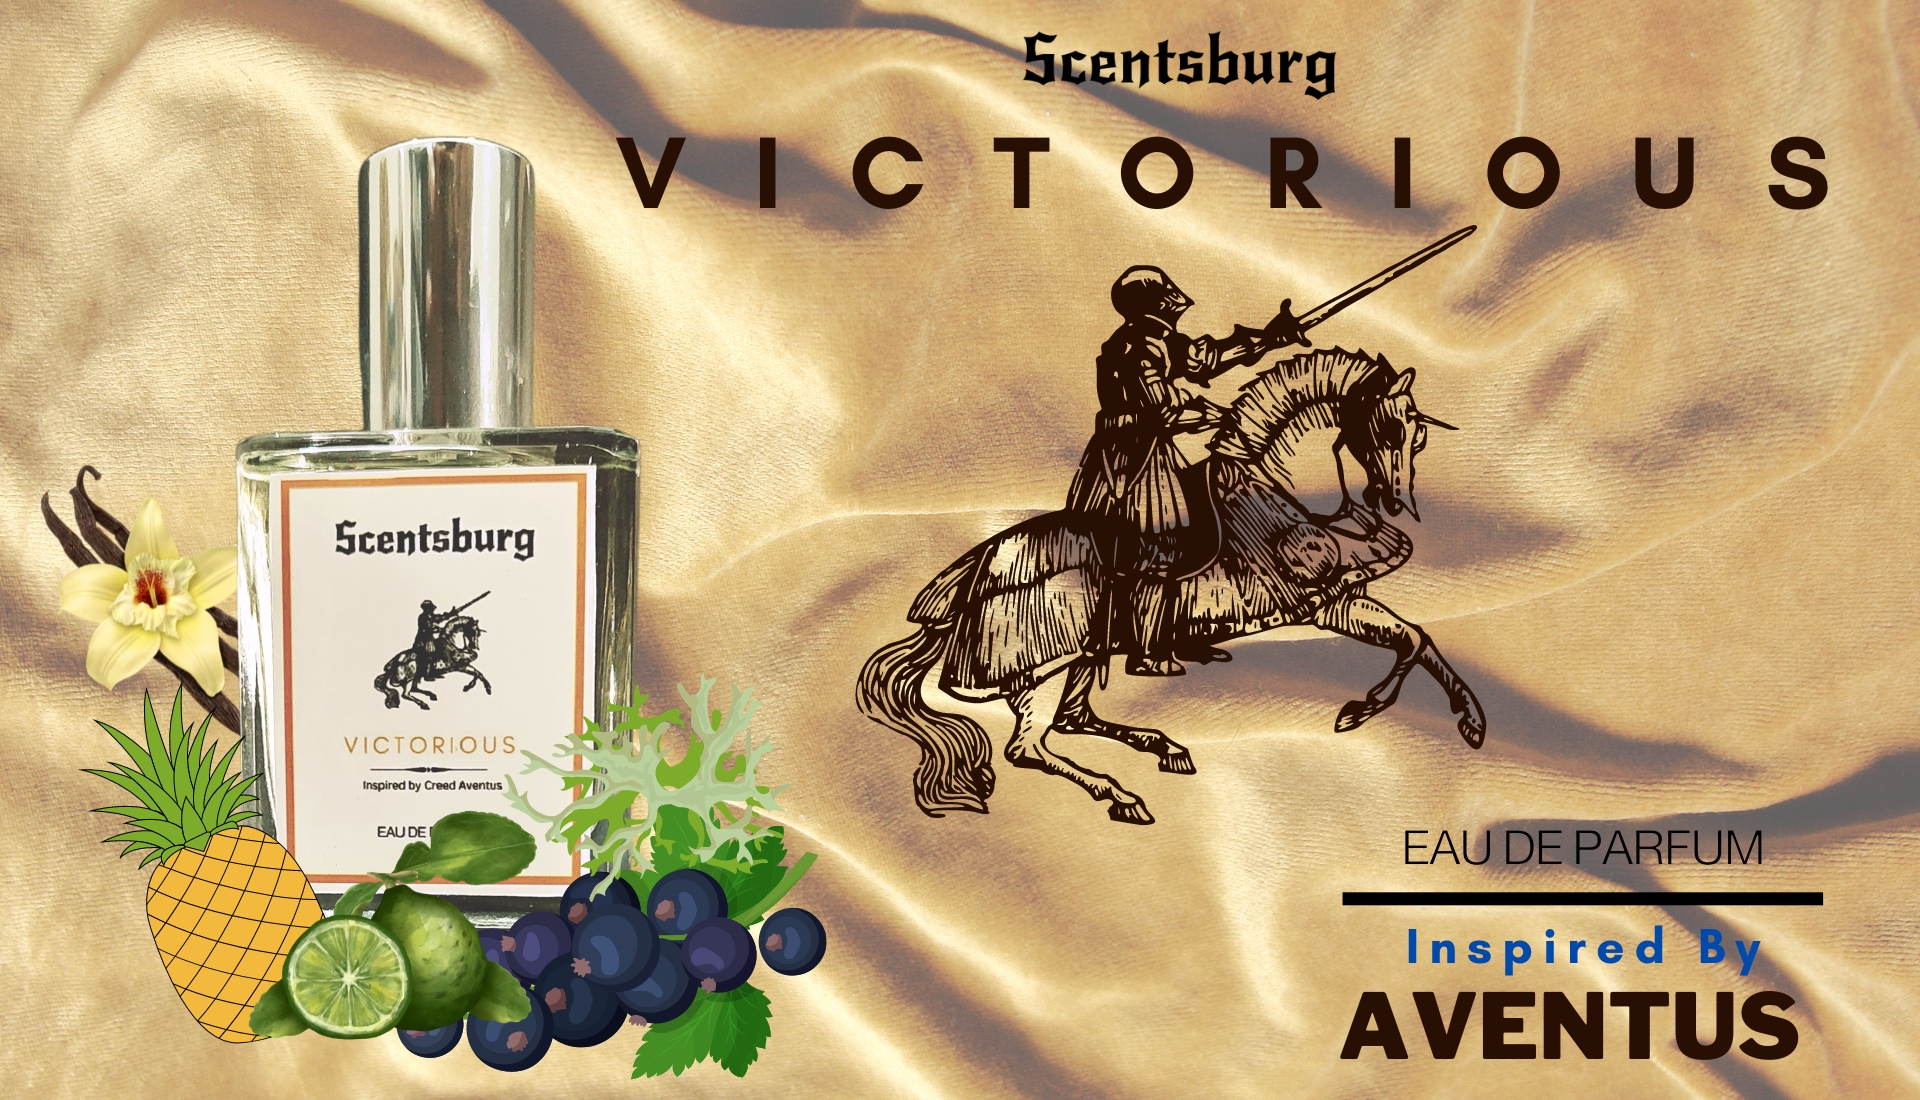 Scentsburg
VICTORIOUS
Scentsburg
VICTORIOUS
Inspired by Creed Aventus
EAU DE
EAU DE PARFUM
Inspired By
AVENTUS